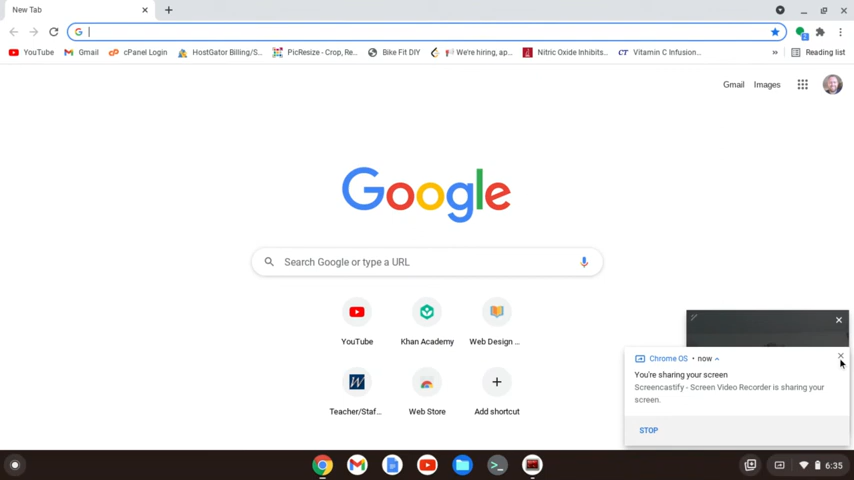 New Tab
YouTube Gmail cPanel Login HostGator Billing/S... PicResize - Crop, Re... Bike Fit DIY We're hiring, ap... Nitric Oxide Inhibit... CT Vitamin C Infusion... » Reading list
Gmail Images
Google
Search Google or type a URL
YouTube Khan Academy Web Design ...
Teacher/Staf... Web Store Add shortcut
Chrome OS • now
You're sharing your screen
Screencastify - Screen Video Recorder is sharing your
screen.
STOP
6:35